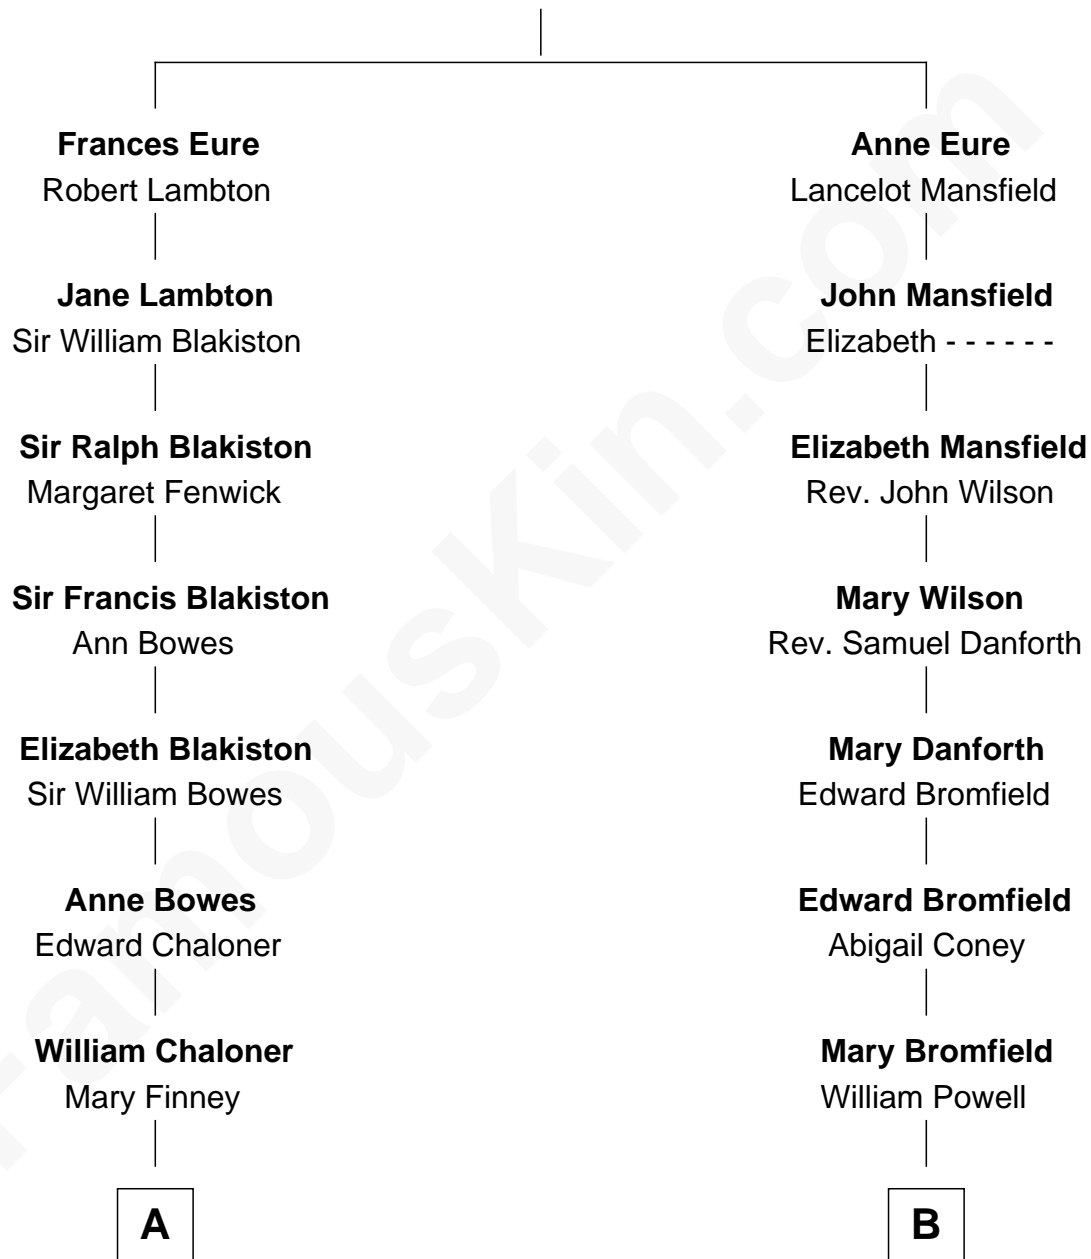 Frances Eure
Robert Lambton
Anne Eure
Lancelot Mansfield
Jane Lambton
Sir William Blakiston
John Mansfield
Elizabeth - - - - - -
Sir Ralph Blakiston
Margaret Fenwick
Elizabeth Mansfield
Rev. John Wilson
Sir Francis Blakiston
Ann Bowes
Mary Wilson
Rev. Samuel Danforth
Elizabeth Blakiston
Sir William Bowes
Mary Danforth
Edward Bromfield
Anne Bowes
Edward Chaloner
Edward Bromfield
Abigail Coney
William Chaloner
Mary Finney
Mary Bromfield
William Powell
A
B
FamousKin.com